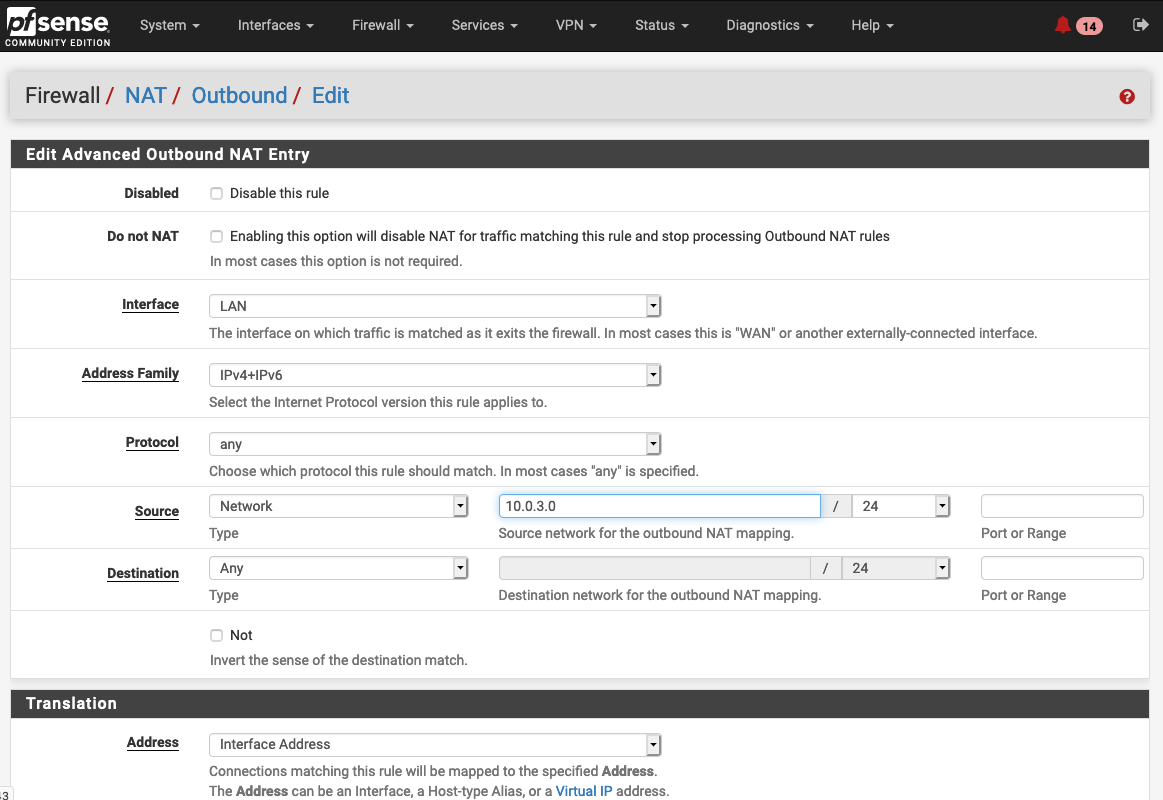 pfsense
COMMUNITY EDITION
System Interfaces Firewall Services VPN Status Diagnostics Help 14
Firewall / NAT / Outbound / Edit
Edit Advanced Outbound NAT Entry
Disabled Disable this rule
Do not NAT Enabling this option will disable NAT for traffic matching this rule and stop processing Outbound NAT rules
In most cases this option is not required.
Interface LAN
The interface on which traffic is matched as it exits the firewall. In most cases this is "WAN" or another externally-connected interface.
Address Family IPv4+IPv6
Select the Internet Protocol version this rule applies to.
Protocol any
Choose which protocol this rule should match. In most cases "any" is specified.
Source Network 10.0.3.0 / 24
Type Source network for the outbound NAT mapping. Port or Range
Destination Any / 24
Type Destination network for the outbound NAT mapping. Port or Range
Not
Invert the sense of the destination match.
Translation
Address Interface Address
Connections matching this rule will be mapped to the specified Address.
The Address can be an Interface, a Host-type Alias, or a Virtual IP address.